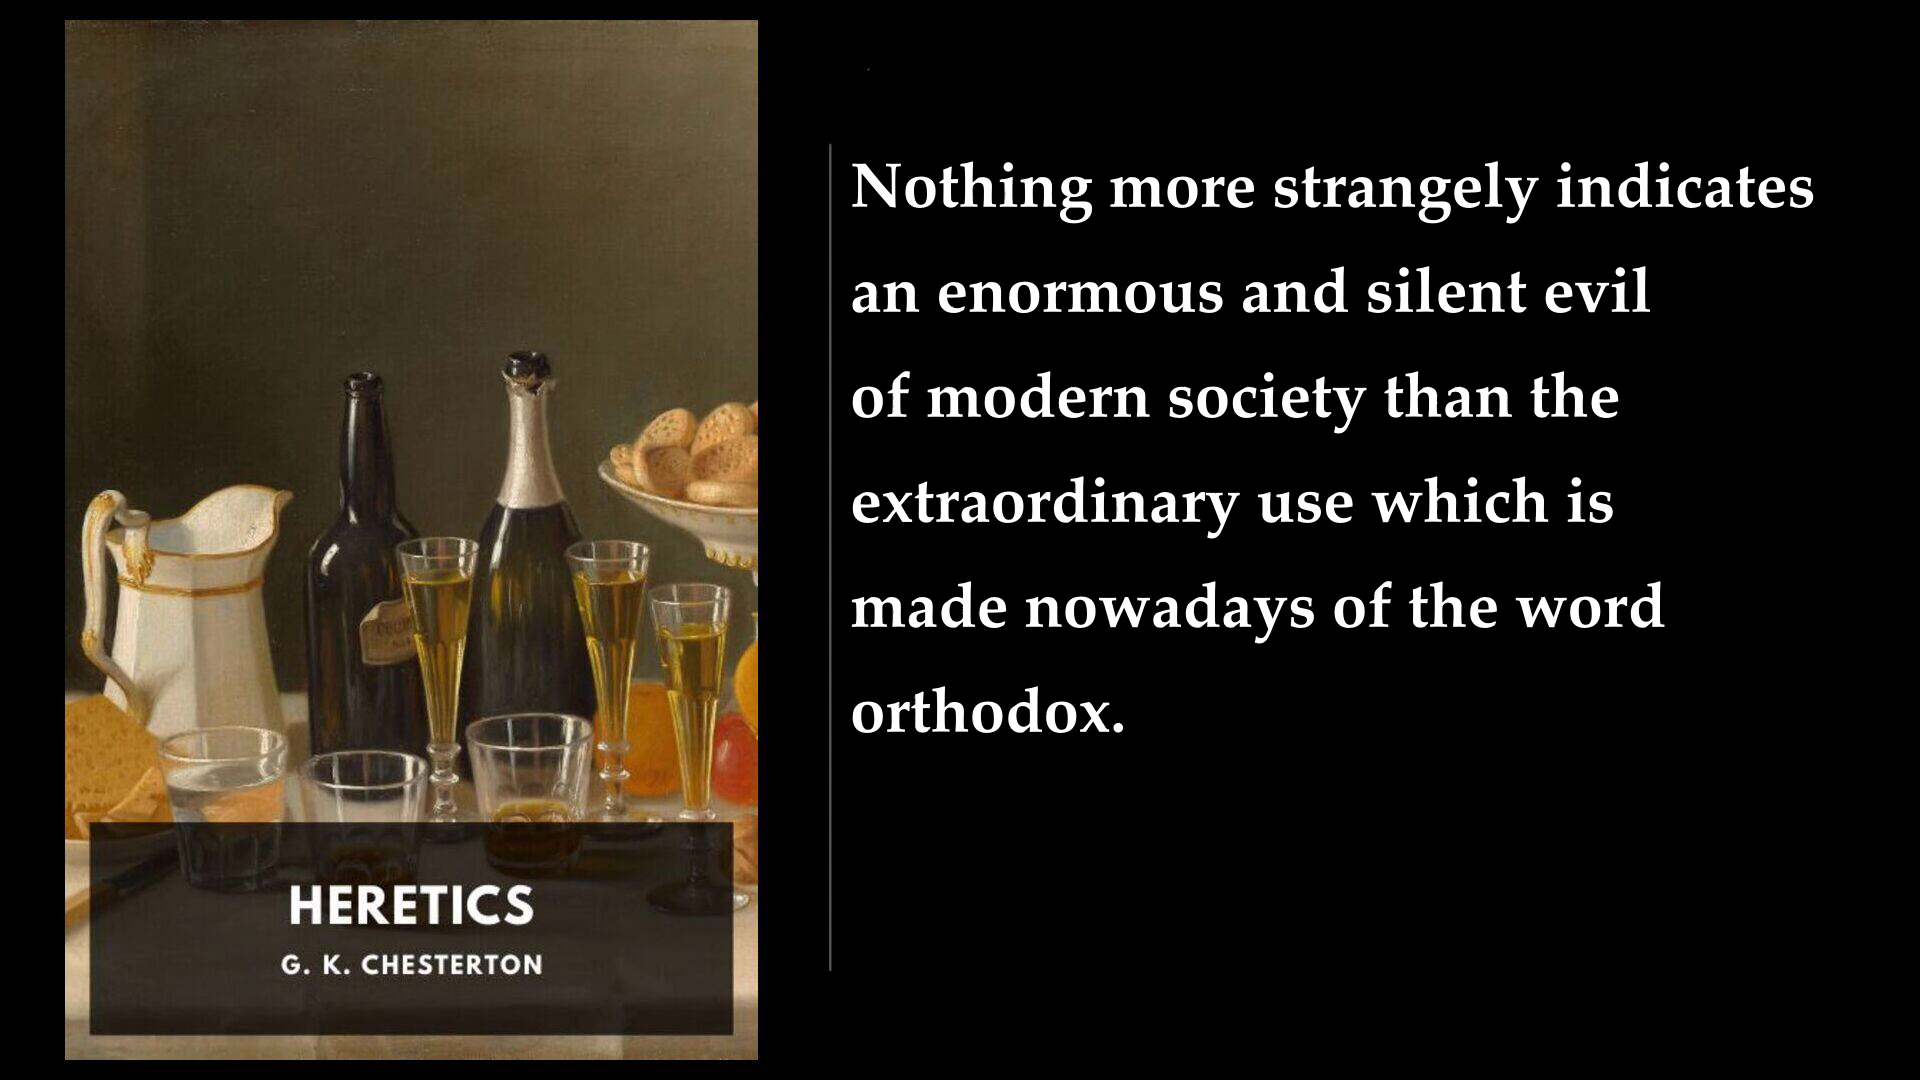 Nothing more strangely indicates
an enormous and silent evil
of modern society than the
extraordinary use which is
made nowadays of the word
orthodox.
HERETICS
G. K. CHESTERTON